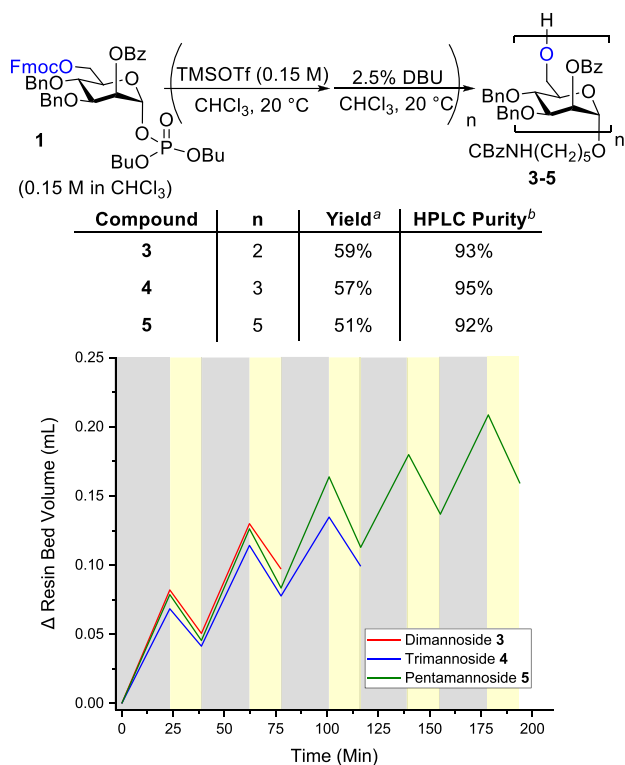 FmocO
OBz
BnO
BnO
O
O
O
P
BuO
OBu
1
(0.15 M in CHCl3)
TMSOTf (0.15 M)
CHCl3, 20 °C
2.5% DBU
CHCl3, 20 °C
n
H
O
OBz
O
BnO
BnO
n
CBzNH(CH2)5O
3-5
Compound n Yielda HPLC Purityb
3 2 59% 93%
4 3 57% 95%
5 5 51% 92%
0.25
0.20
0.15
0.10
0.05
0.00
Δ Resin Bed Volume (mL)
Dimannoside 3
Trimannoside 4
Pentamannoside 5
0 25 50 75 100 125 150 175 200
Time (Min)